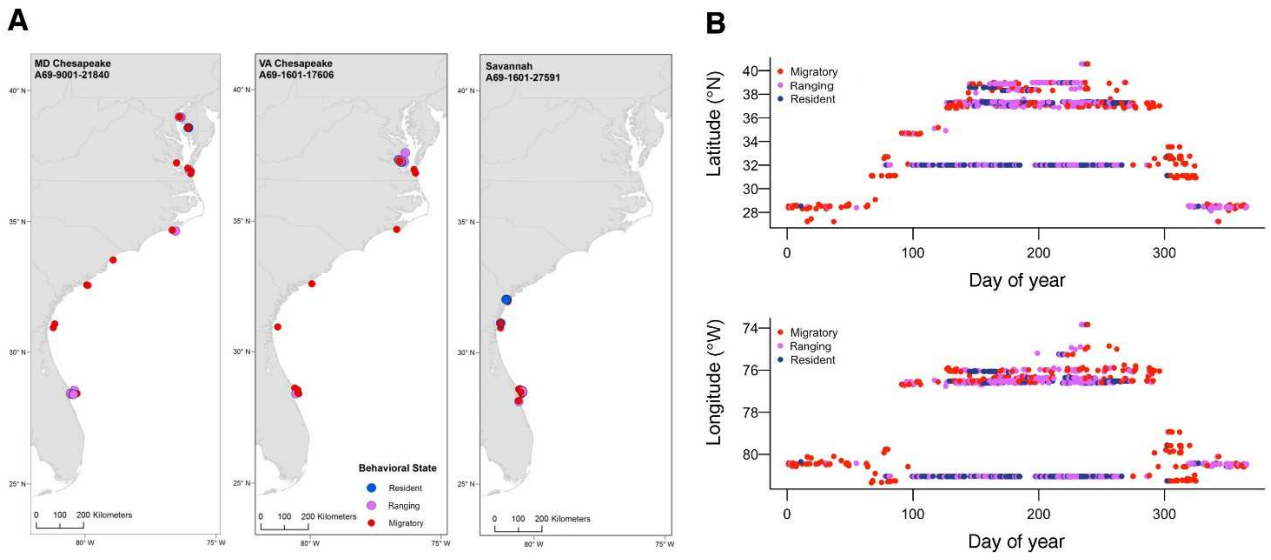 A
B
MD Chesapeake
A69-9001-21840
VA Chesapeake
A69-1601-17606
Savannah
A69-1601-27591
40° N
40° N
40° N
35° N
35° N
35° N
30° N
30° N
30° N
25° N
25° N
25° N
0 100 200 Kilometers
0 100 200 Kilometers
0 100 200 Kilometers
Behavioral State
Resident
Ranging
Migratory
80° W
75° W
80° W
75° W
80° W
75° W
Latitude (°N)
40
38
36
34
32
30
28
Migratory
Ranging
Resident
0
100
200
300
Day of year
Longitude (°W)
74
76
78
80
Migratory
Ranging
Resident
0
100
200
300
Day of year